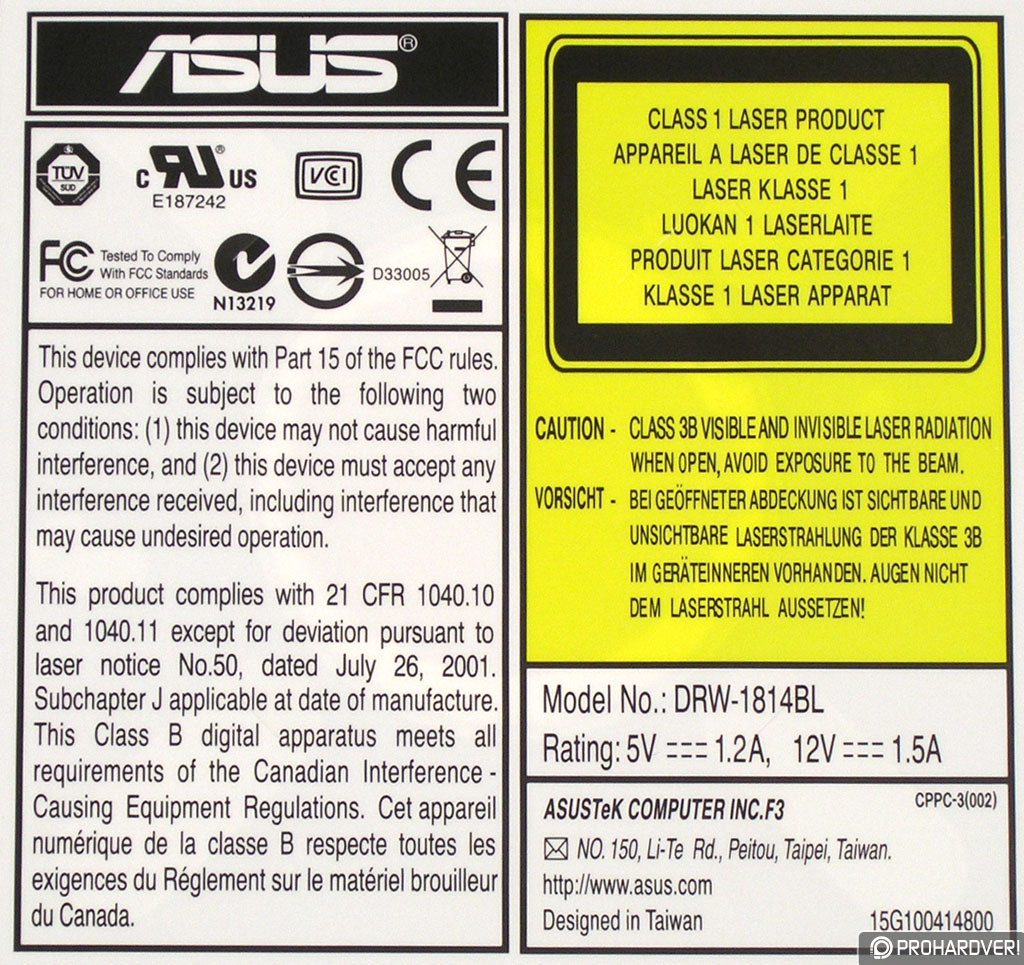 ASUS®
TÜV
SÜD
C RU® US
E187242
VCI
CE
FC Tested To Comply
With FCC Standards
FOR HOME OR OFFICE USE
N13219
D33005
This device complies with Part 15 of the FCC rules.
Operation is subject to the following two
conditions: (1) this device may not cause harmful
interference, and (2) this device must accept any
interference received, including interference that
may cause undesired operation.
This product complies with 21 CFR 1040.10
and 1040.11 except for deviation pursuant to
laser notice No.50, dated July 26, 2001.
Subchapter J applicable at date of manufacture.
This Class B digital apparatus meets all
requirements of the Canadian Interference -
Causing Equipment Regulations. Cet appareil
numérique de la classe B respecte toutes les
exigences du Réglement sur le matériel brouilleur
du Canada.
CLASS 1 LASER PRODUCT
APPAREIL A LASER DE CLASSE 1
LASER KLASSE 1
LUOKAN 1 LASERLAITE
PRODUIT LASER CATEGORIE 1
KLASSE 1 LASER APPARAT
CAUTION - CLASS 3B VISIBLE AND INVISIBLE LASER RADIATION
WHEN OPEN, AVOID EXPOSURE TO THE BEAM.
VORSICHT - BEI GEÖFFNETER ABDECKUNG IST SICHTBARE UND
UNSICHTBARE LASERSTRAHLUNG DER KLASSE 3B
IM GERÄTEINNEREN VORHANDEN. AUGEN NICHT
DEM LASERSTRAHL AUSSETZEN!
Model No.: DRW-1814BL
Rating: 5V ⎓ 1.2A, 12V ⎓ 1.5A
ASUSTeK COMPUTER INC.F3
CPPC-3(002)
NO. 150, Li-Te Rd., Peitou, Taipei, Taiwan.
http://www.asus.com
Designed in Taiwan
15G100414800
PROHARDVER!